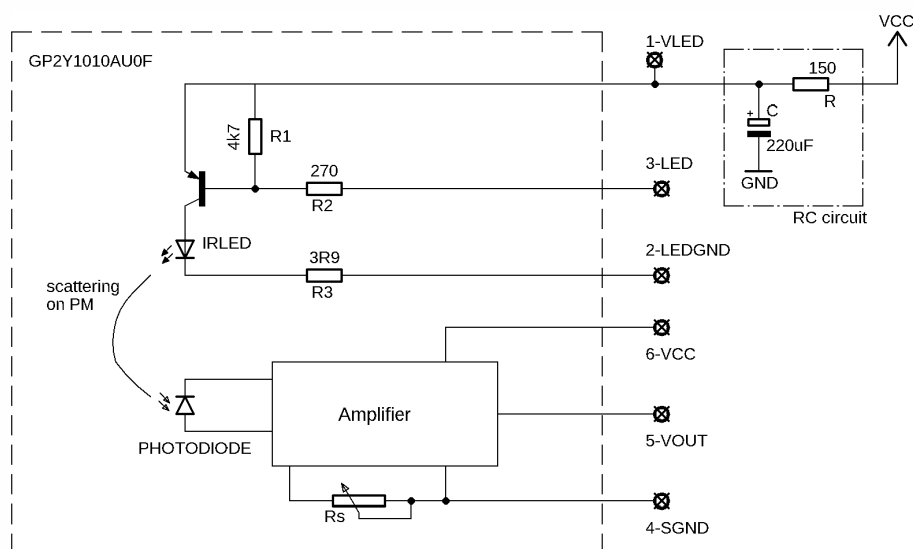 VCC
1-VLED
GP2Y1010AU0F
150
R
+ C
220uF
4k7
R1
GND
270
3-LED
R2
RC circuit
IRLED
3R9
2-LEDGND
R3
scattering
on PM
6-VCC
Amplifier
5-VOUT
PHOTODIODE
Rs
4-SGND